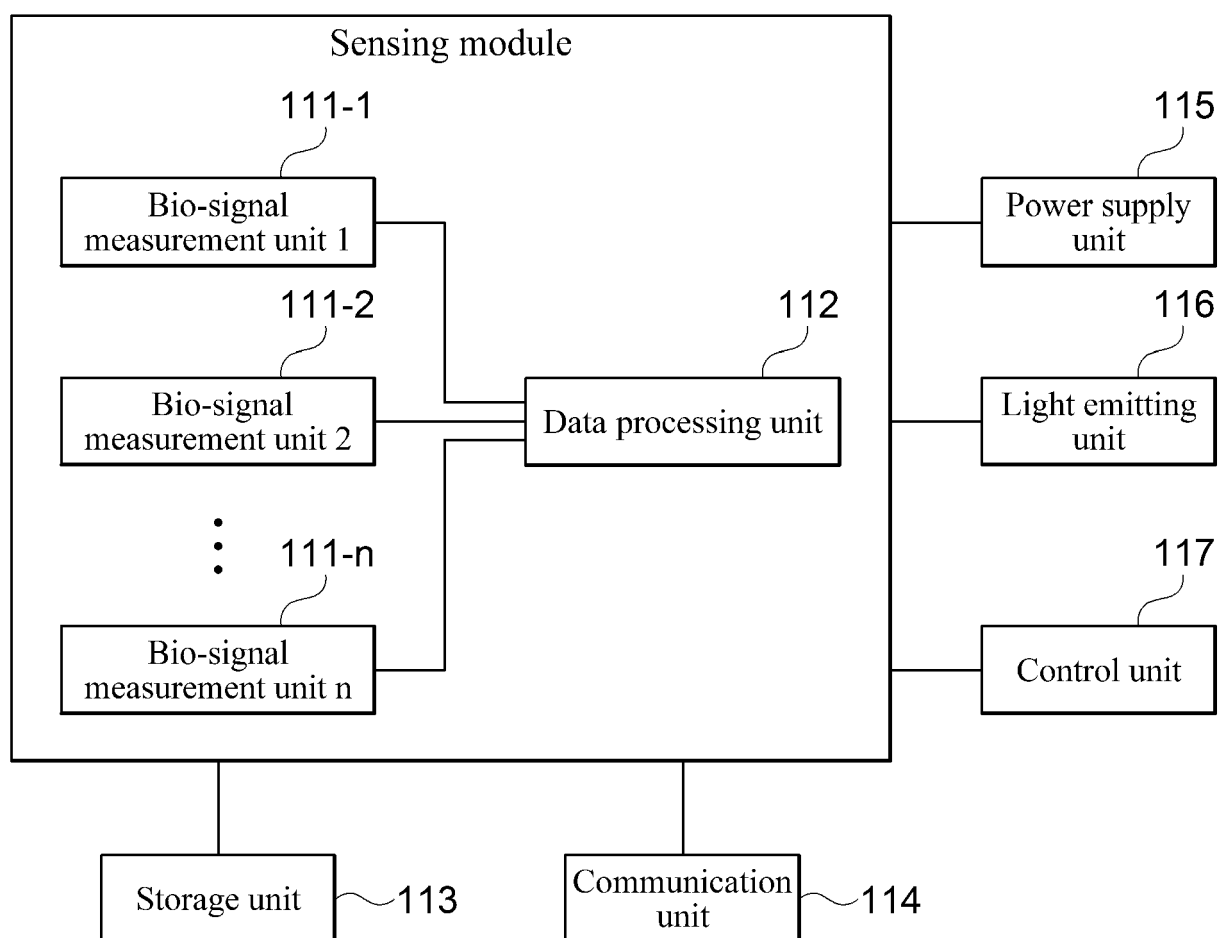 Sensing module
111-1
115
Bio-signal
measurement unit 1
Power supply
unit
111-2
112
116
Bio-signal
measurement unit 2
Data processing unit
Light emitting
unit
111-n
117
Bio-signal
measurement unit n
Control unit
Storage unit
113
Communication
unit
114